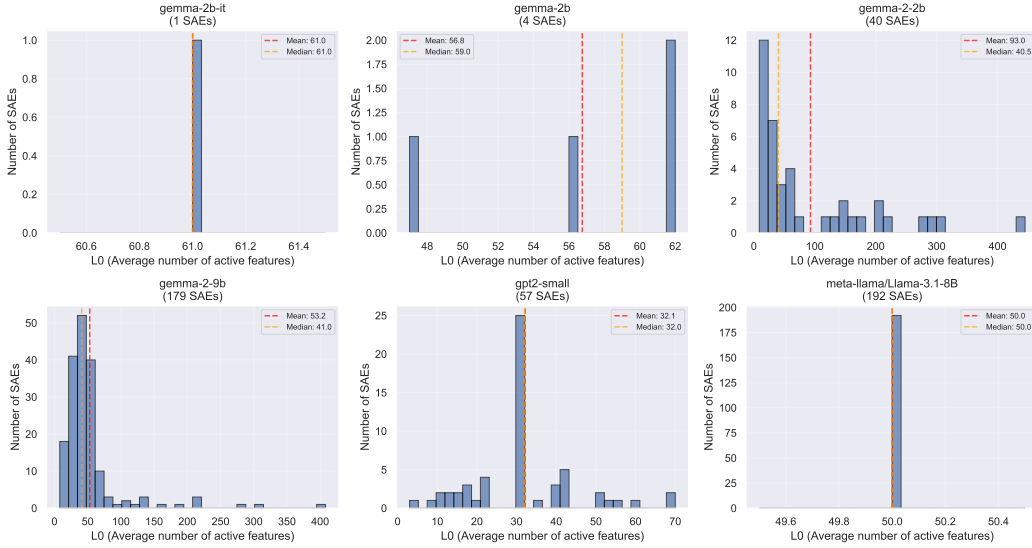 gemma-2b-it
(1 SAEs)
1.0
0.8
0.6
0.4
0.2
0.0
60.6 60.8 61.0 61.2 61.4
Number of SAEs
L0 (Average number of active features)
Mean: 61.0
Median: 61.0
gemma-2b
(4 SAEs)
2.00
1.75
1.50
1.25
1.00
0.75
0.50
0.25
0.00
48 50 52 54 56 58 60 62
Number of SAEs
L0 (Average number of active features)
Mean: 56.8
Median: 59.0
gemma-2-2b
(40 SAEs)
12
10
8
6
4
2
0
0 100 200 300 400
Number of SAEs
L0 (Average number of active features)
Mean: 93.0
Median: 40.5
gemma-2-9b
(179 SAEs)
50
40
30
20
10
0
0 50 100 150 200 250 300 350 400
Number of SAEs
L0 (Average number of active features)
Mean: 53.2
Median: 41.0
gpt2-small
(57 SAEs)
25
20
15
10
5
0
0 10 20 30 40 50 60 70
Number of SAEs
L0 (Average number of active features)
Mean: 32.1
Median: 32.0
meta-llama/Llama-3.1-8B
(192 SAEs)
200
175
150
125
100
75
50
25
0
49.6 49.8 50.0 50.2 50.4
Number of SAEs
L0 (Average number of active features)
Mean: 50.0
Median: 50.0